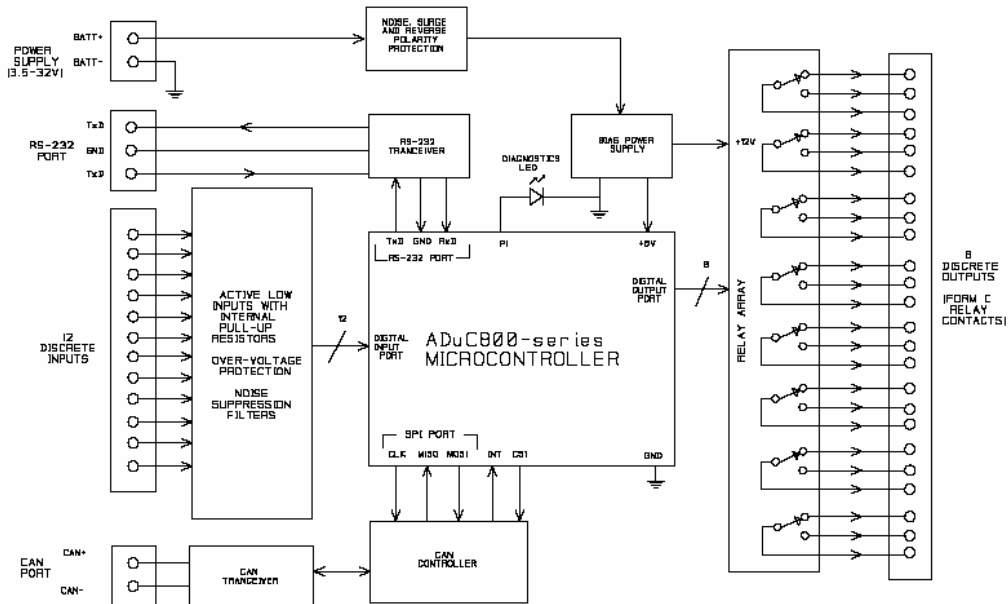 BATT+
POWER
SUPPLY
(3.5-32V)
BATT-
NOISE, SURGE
AND REVERSE
POLARITY
PROTECTION
TxD
RS-232
PORT
GND
TxD
RS-232
TRANCEIVER
DIAGNOSTICS
LED
BIAS POWER
SUPPLY
+12V
TxD GND RxD
RS-232 PORT
P1
+5V
DIGITAL
OUTPUT
PORT
8
RELAY ARRAY
8
DISCRETE
OUTPUTS
(FORM C
RELAY
CONTACTS)
12
DISCRETE
INPUTS
ACTIVE LOW
INPUTS WITH
INTERNAL
PULL-UP
RESISTORS
OVER-VOLTAGE
PROTECTION
NOISE
SUPPRESSION
FILTERS
12
DIGITAL
INPUT
PORT
ADuC800-series
MICROCONTROLLER
SPI PORT
CLK MISO MOSI INT CS1
GND
CAN
CONTROLLER
CAN
TRANCEIVER
CAN+
CAN
PORT
CAN-